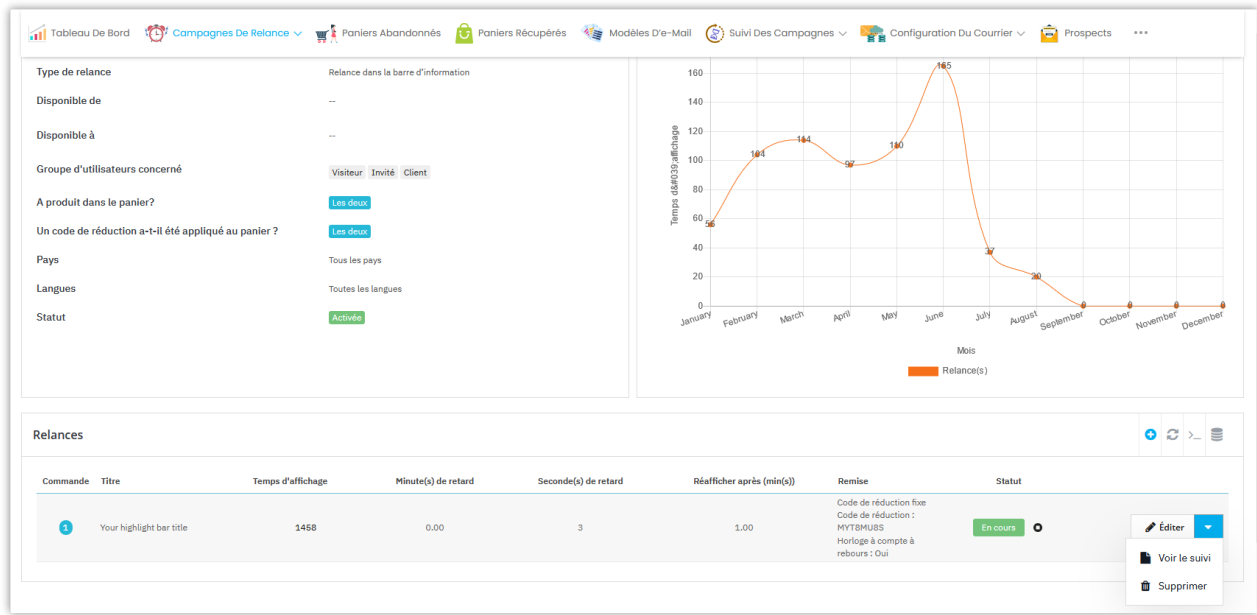 Tableau De Bord Campagnes De Relance Paniers Abandonnés Paniers Récupérés Modèles D'e-Mail Suivi Des Campagnes Configuration Du Courrier Prospects
Type de relance Relance dans la barre d'information
Disponible de --
Disponible à --
Groupe d'utilisateurs concerné Visiteur Invité Client
A produit dans le panier? Les deux
Un code de réduction a-t-il été appliqué au panier ? Les deux
Pays Tous les pays
Langues Toutes les langues
Statut Activée
Temps d&#039;affichage
160
140
120
100
80
60
40
20
0
56 104 114 97 110 165 37 20 0 0 0 0
January February March April May June July August September October November December
Mois
Relance(s)
Relances
Commande Titre Temps d'affichage Minute(s) de retard Seconde(s) de retard Réafficher après (min(s)) Remise Statut
1 Your highlight bar title 1458 0.00 3 1.00
Code de réduction fixe
Code de réduction :
MYT8MU8S
Horloge à compte à
rebours : Oui
En cours
Éditer
Voir le suivi
Supprimer